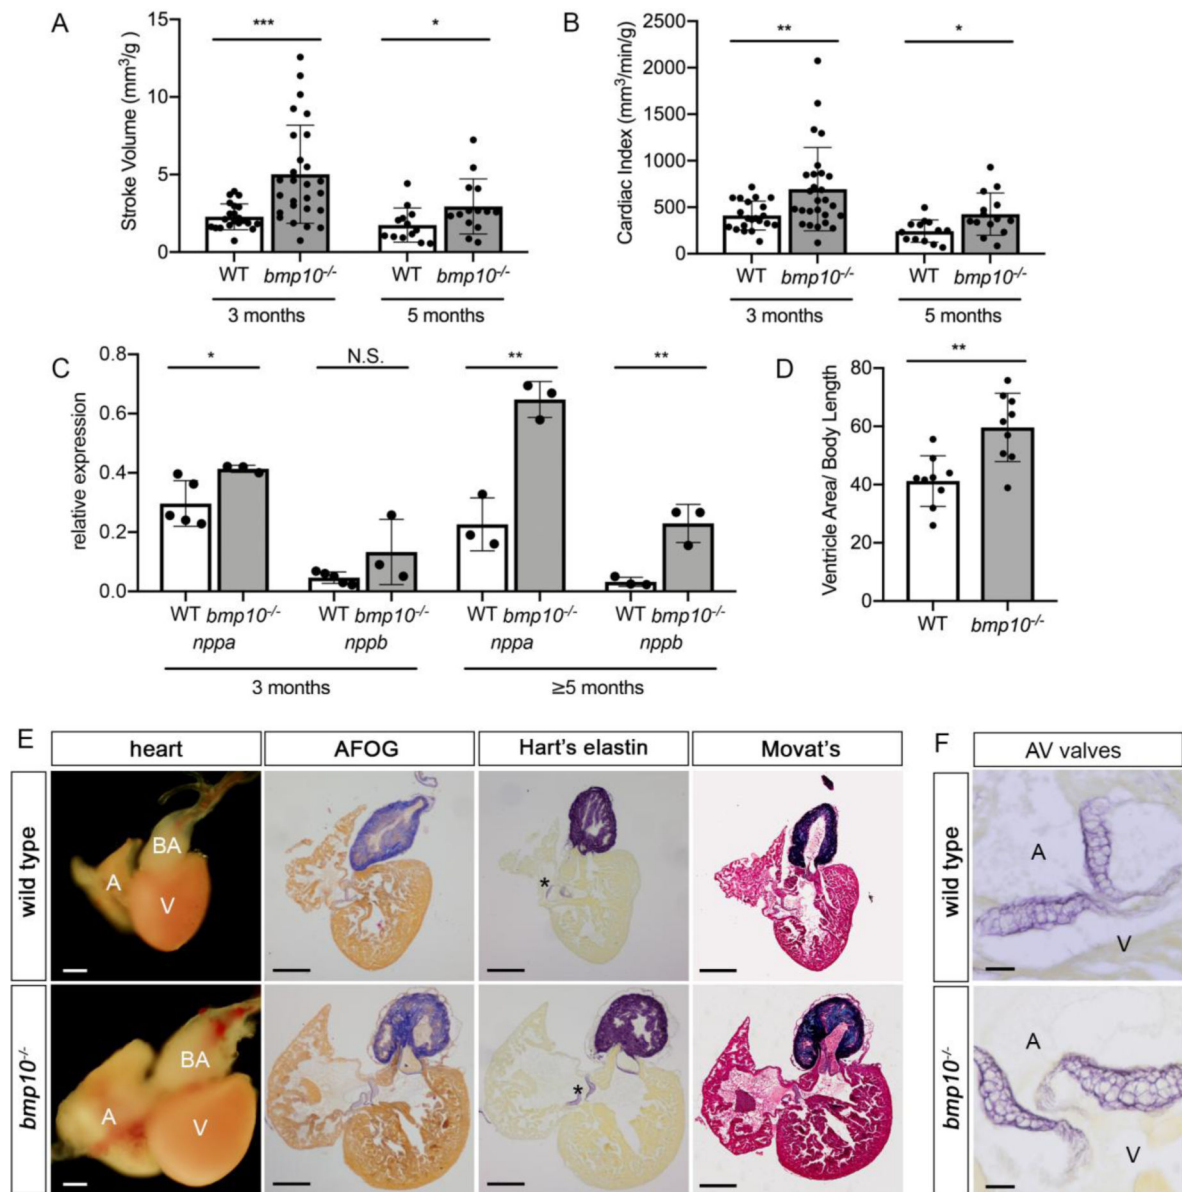 A
Stroke Volume (mm³/g )
15
10
5
0
***
*
WT
bmp10-/-
WT
bmp10-/-
3 months
5 months
B
Cardiac Index (mm³/min/g)
2500
2000
1500
1000
500
0
**
*
WT
bmp10-/-
WT
bmp10-/-
3 months
5 months
C
relative expression
0.8
0.6
0.4
0.2
0.0
*
N.S.
**
**
WT bmp10-/-
WT bmp10-/-
WT bmp10-/-
WT bmp10-/-
nppa
nppb
nppa
nppb
3 months
≥5 months
D
Ventricle Area/ Body Length
80
60
40
20
0
**
WT
bmp10-/-
E
heart
AFOG
Hart's elastin
Movat's
wild type
BA
A
V
*
bmp10-/-
BA
A
V
*
F
AV valves
wild type
A
V
bmp10-/-
A
V